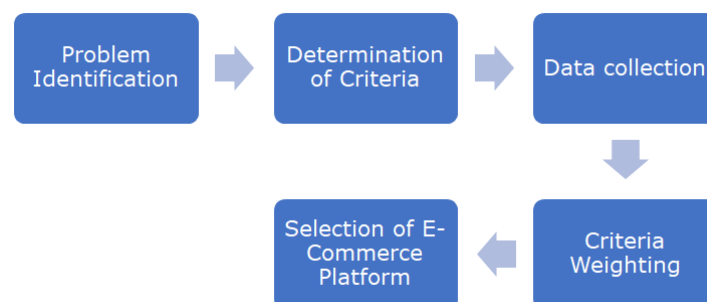 Problem
Identification
Determination
of Criteria
Data collection
Criteria
Weighting
Selection of E-
Commerce
Platform